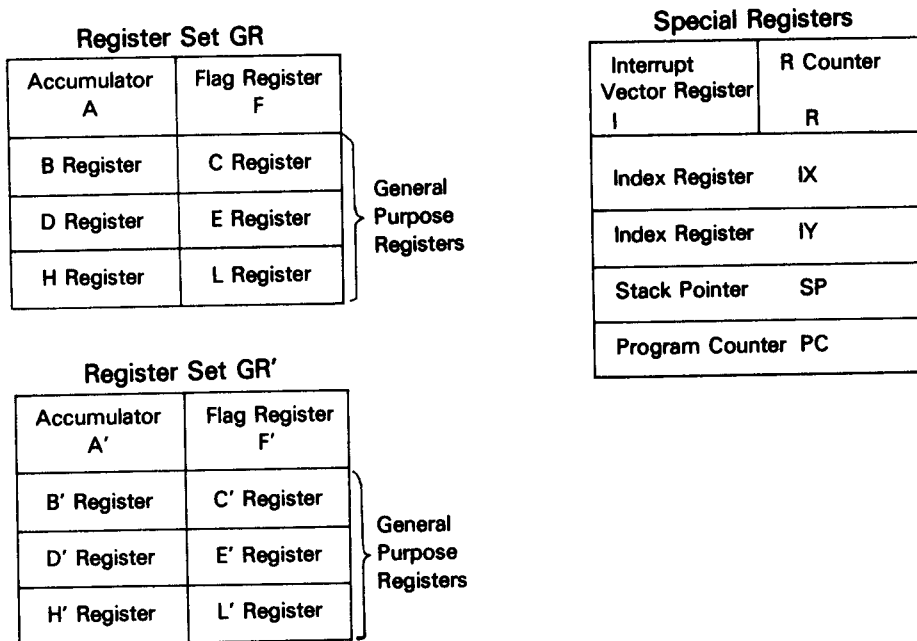 Register Set GR
Accumulator
A
Flag Register
F
B Register
C Register
D Register
E Register
H Register
L Register
General
Purpose
Registers
Register Set GR'
Accumulator
A'
Flag Register
F'
B' Register
C' Register
D' Register
E' Register
H' Register
L' Register
General
Purpose
Registers
Special Registers
Interrupt
Vector Register
I
R Counter
R
Index Register IX
Index Register IY
Stack Pointer SP
Program Counter PC